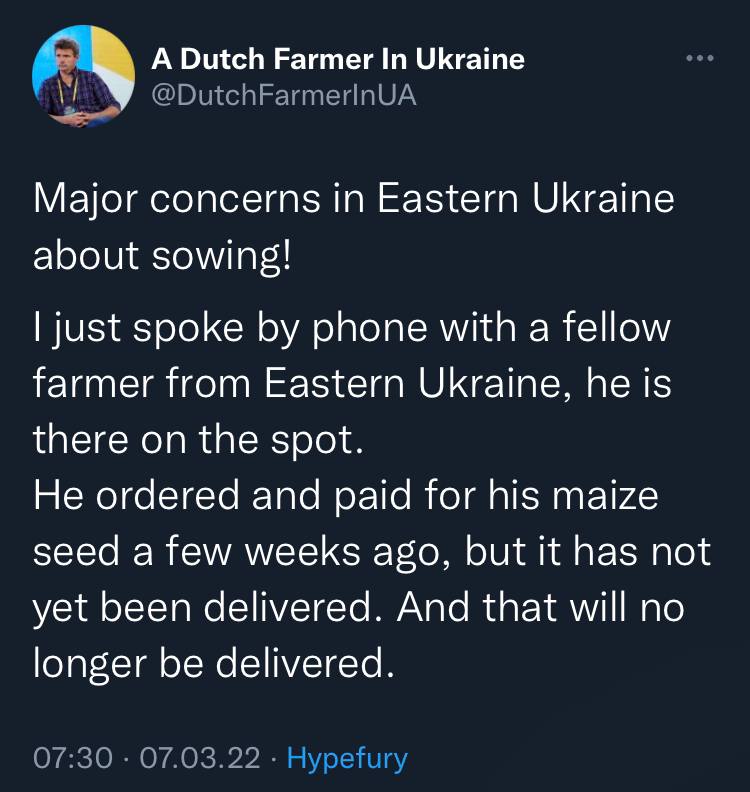 A Dutch Farmer In Ukraine
@DutchFarmerInUA
Major concerns in Eastern Ukraine
about sowing!
I just spoke by phone with a fellow
farmer from Eastern Ukraine, he is
there on the spot.
He ordered and paid for his maize
seed a few weeks ago, but it has not
yet been delivered. And that will no
longer be delivered.
07:30 · 07.03.22 · Hypefury